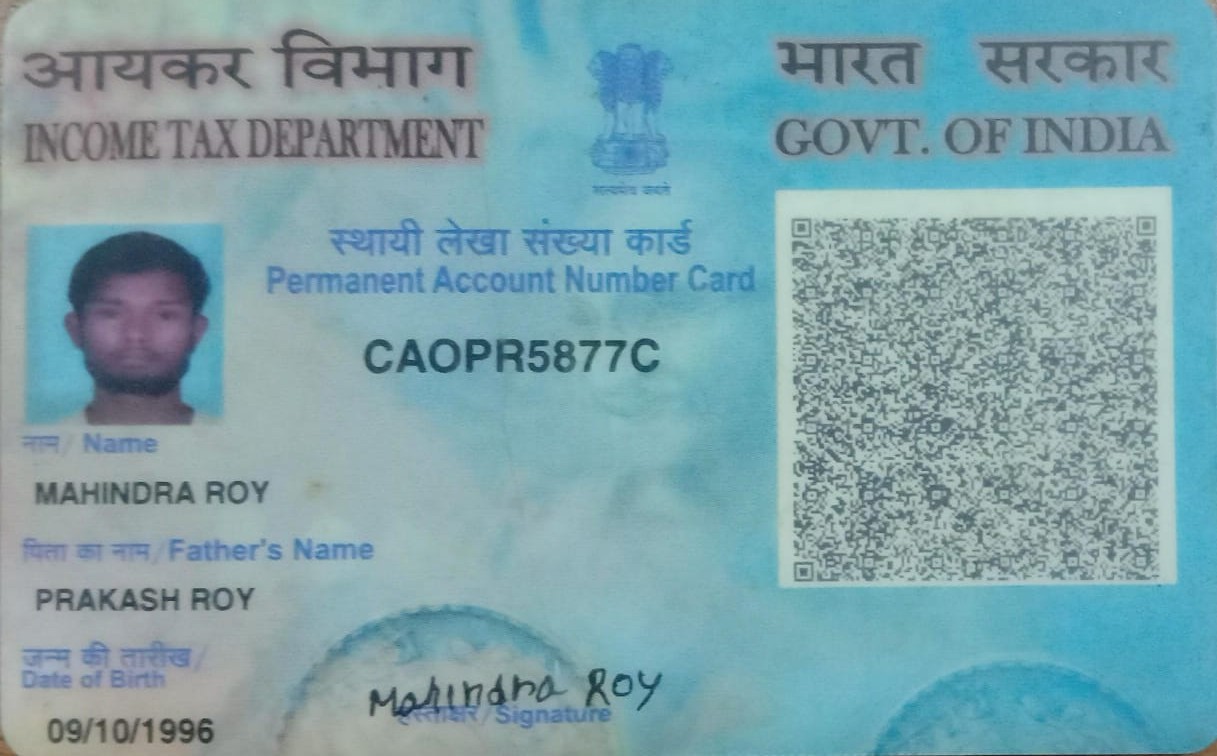 आयकर विभाग
INCOME TAX DEPARTMENT
भारत सरकार
GOVT. OF INDIA
सत्यमेव जयते
स्थायी लेखा संख्या कार्ड
Permanent Account Number Card
CAOPR5877C
नाम/ Name
MAHINDRA ROY
पिता का नाम/Father's Name
PRAKASH ROY
जन्म की तारीख/
Date of Birth
09/10/1996
Mahindra ROY
हस्ताक्षर/Signature